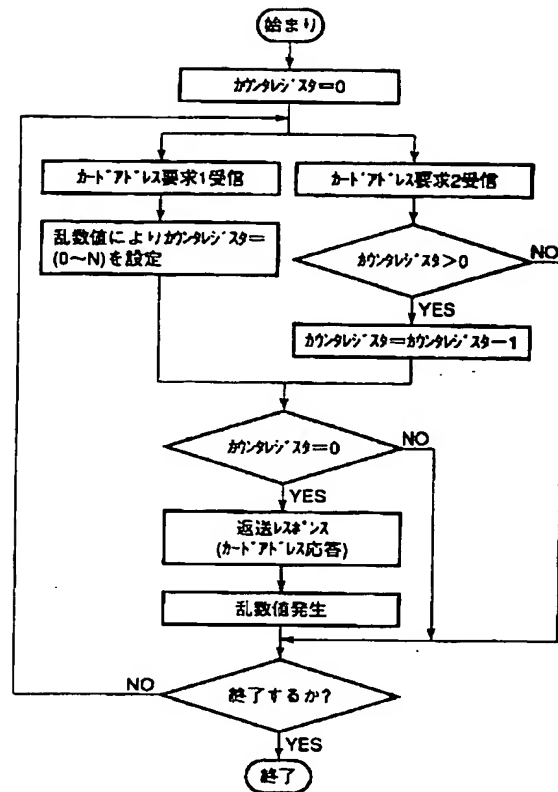 始まり
カウンタレジスタ=0
カードアドレス要求1受信
カードアドレス要求2受信
乱数値によりカウンタレジスタ=
(0~N)を設定
カウンタレジスタ>0
NO
YES
カウンタレジスタ=カウンタレジスタ-1
カウンタレジスタ=0
NO
YES
返送レスポンス
(カードアドレス応答)
乱数値発生
終了するか?
NO
YES
終了